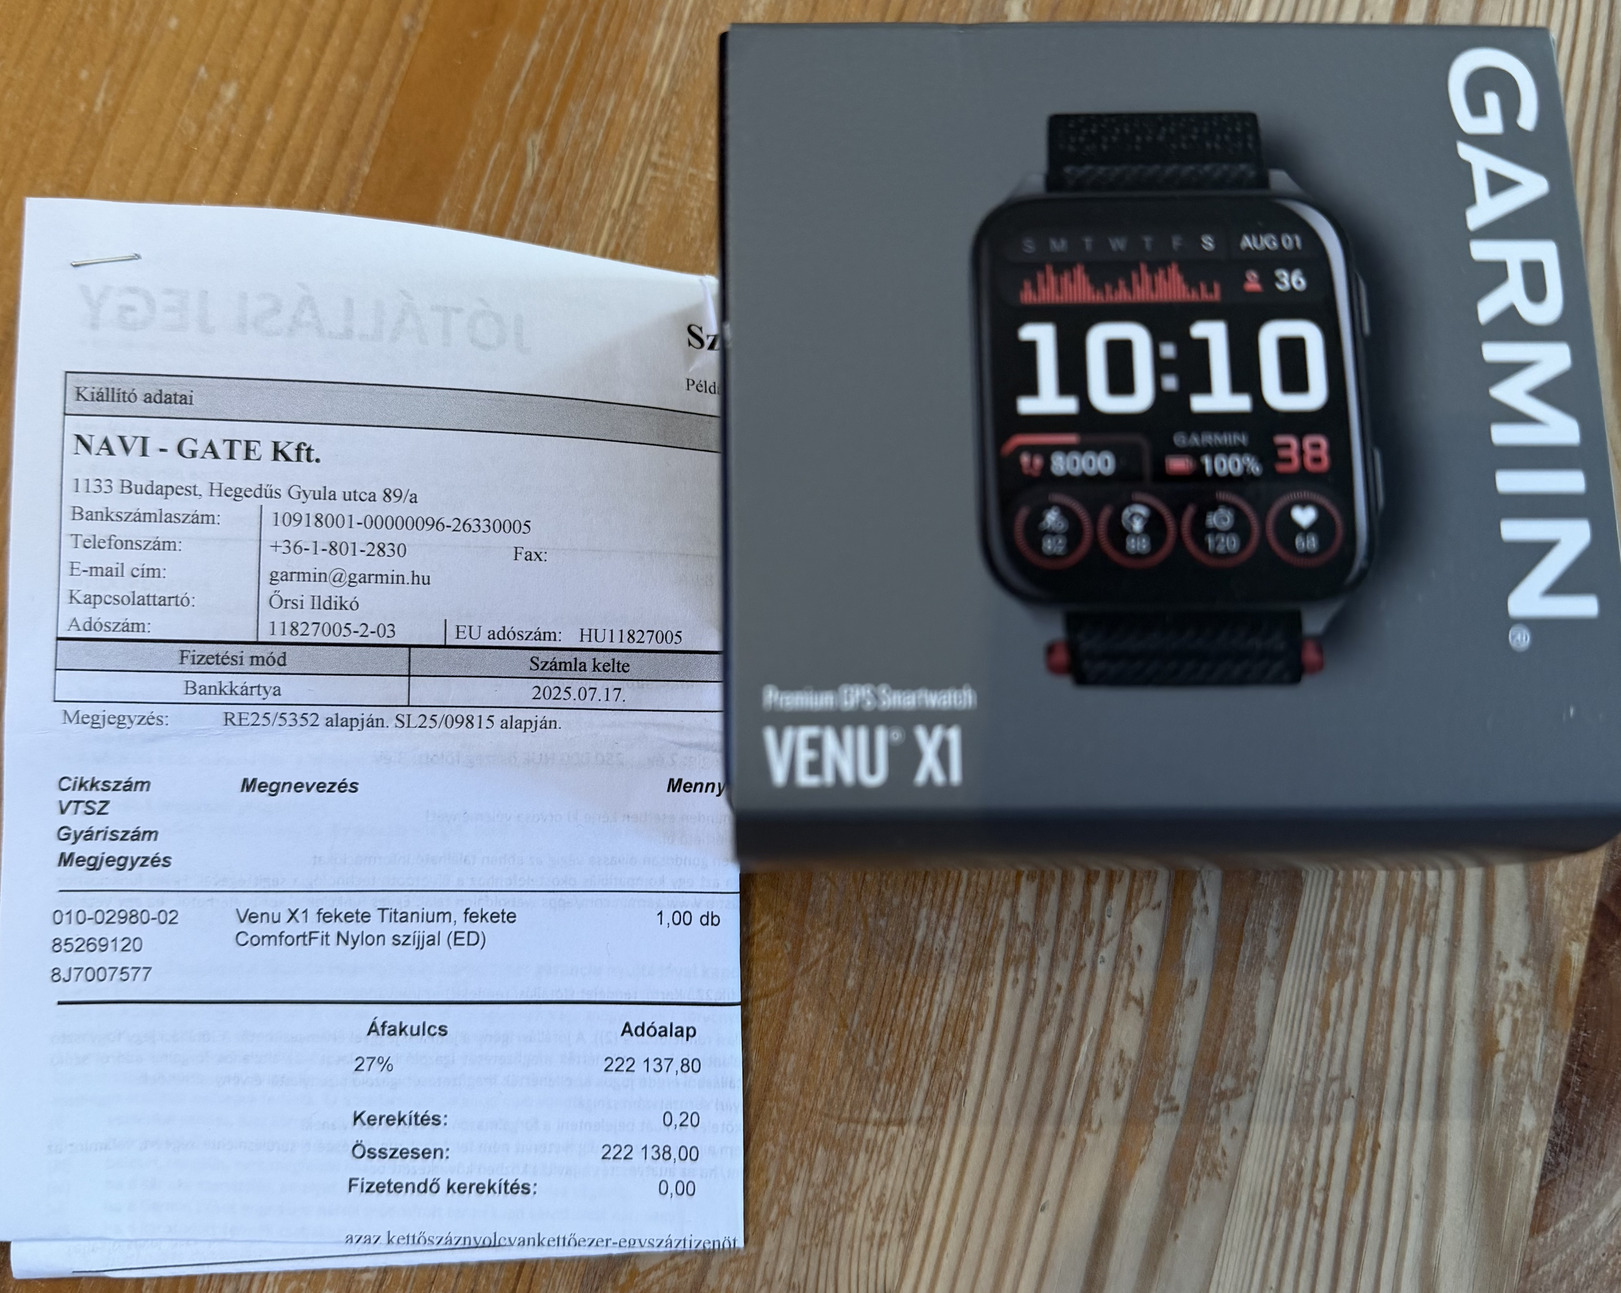 JÓTÁLLÁSI JEGY
Sz
Péld
Kiállító adatai
NAVI - GATE Kft.
1133 Budapest, Hegedűs Gyula utca 89/a
Bankszámlaszám: 10918001-00000096-26330005
Telefonszám: +36-1-801-2830 Fax:
E-mail cím: garmin@garmin.hu
Kapcsolattartó: Őrsi Ildikó
Adószám: 11827005-2-03 EU adószám: HU11827005
Fizetési mód Számla kelte
Bankkártya 2025.07.17.
Megjegyzés: RE25/5352 alapján. SL25/09815 alapján.
Cikkszám Megnevezés Menny
VTSZ
Gyáriszám
Megjegyzés
010-02980-02 Venu X1 fekete Titanium, fekete 1,00 db
85269120 ComfortFit Nylon szíjjal (ED)
8J7007577
Áfakulcs Adóalap
27% 222 137,80
Kerekítés: 0,20
Összesen: 222 138,00
Fizetendő kerekítés: 0,00
azaz kettőszáznyolcvankettőezer-egyszáztizenöt
GARMIN®
S M T W T F S AUG 01
36
10:10
GARMIN
8000 100% 38
82 88 120 68
Premium GPS Smartwatch
VENU® X1